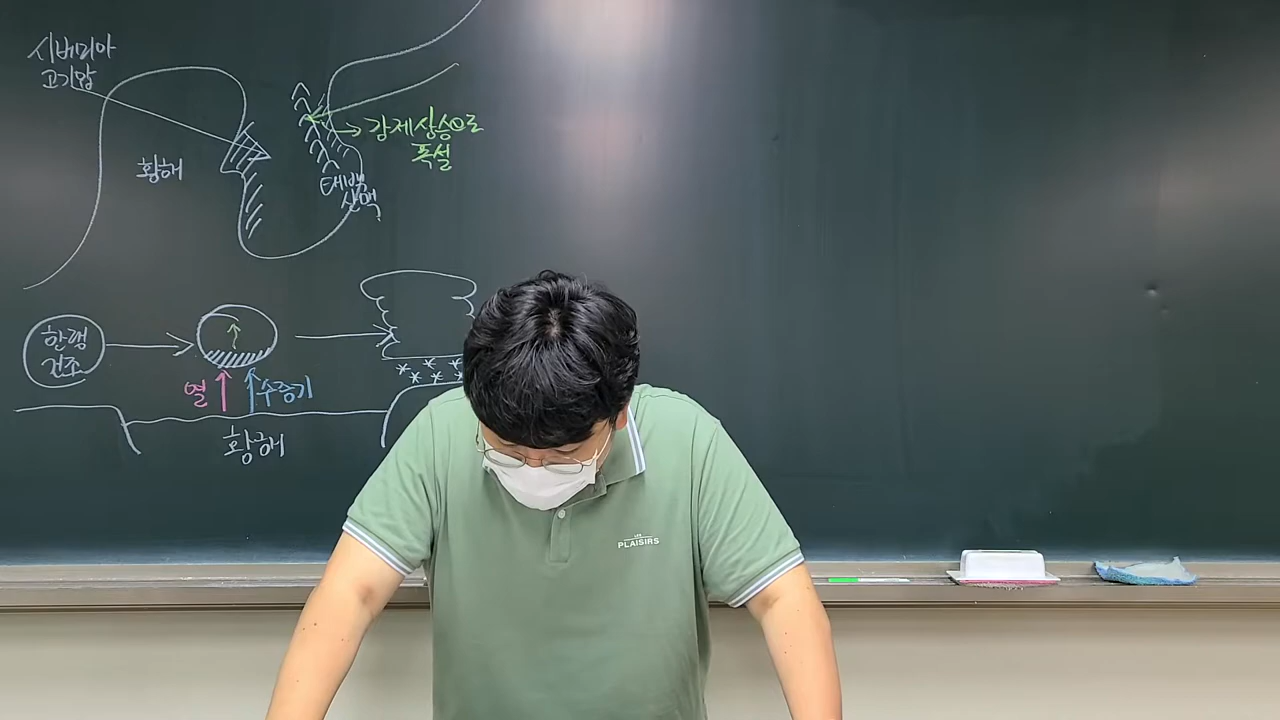 시베리아
고기압
황해
강제상승으로
폭설
태백
산맥
한랭
건조
열
수증기
황해
LES
PLAISIRS